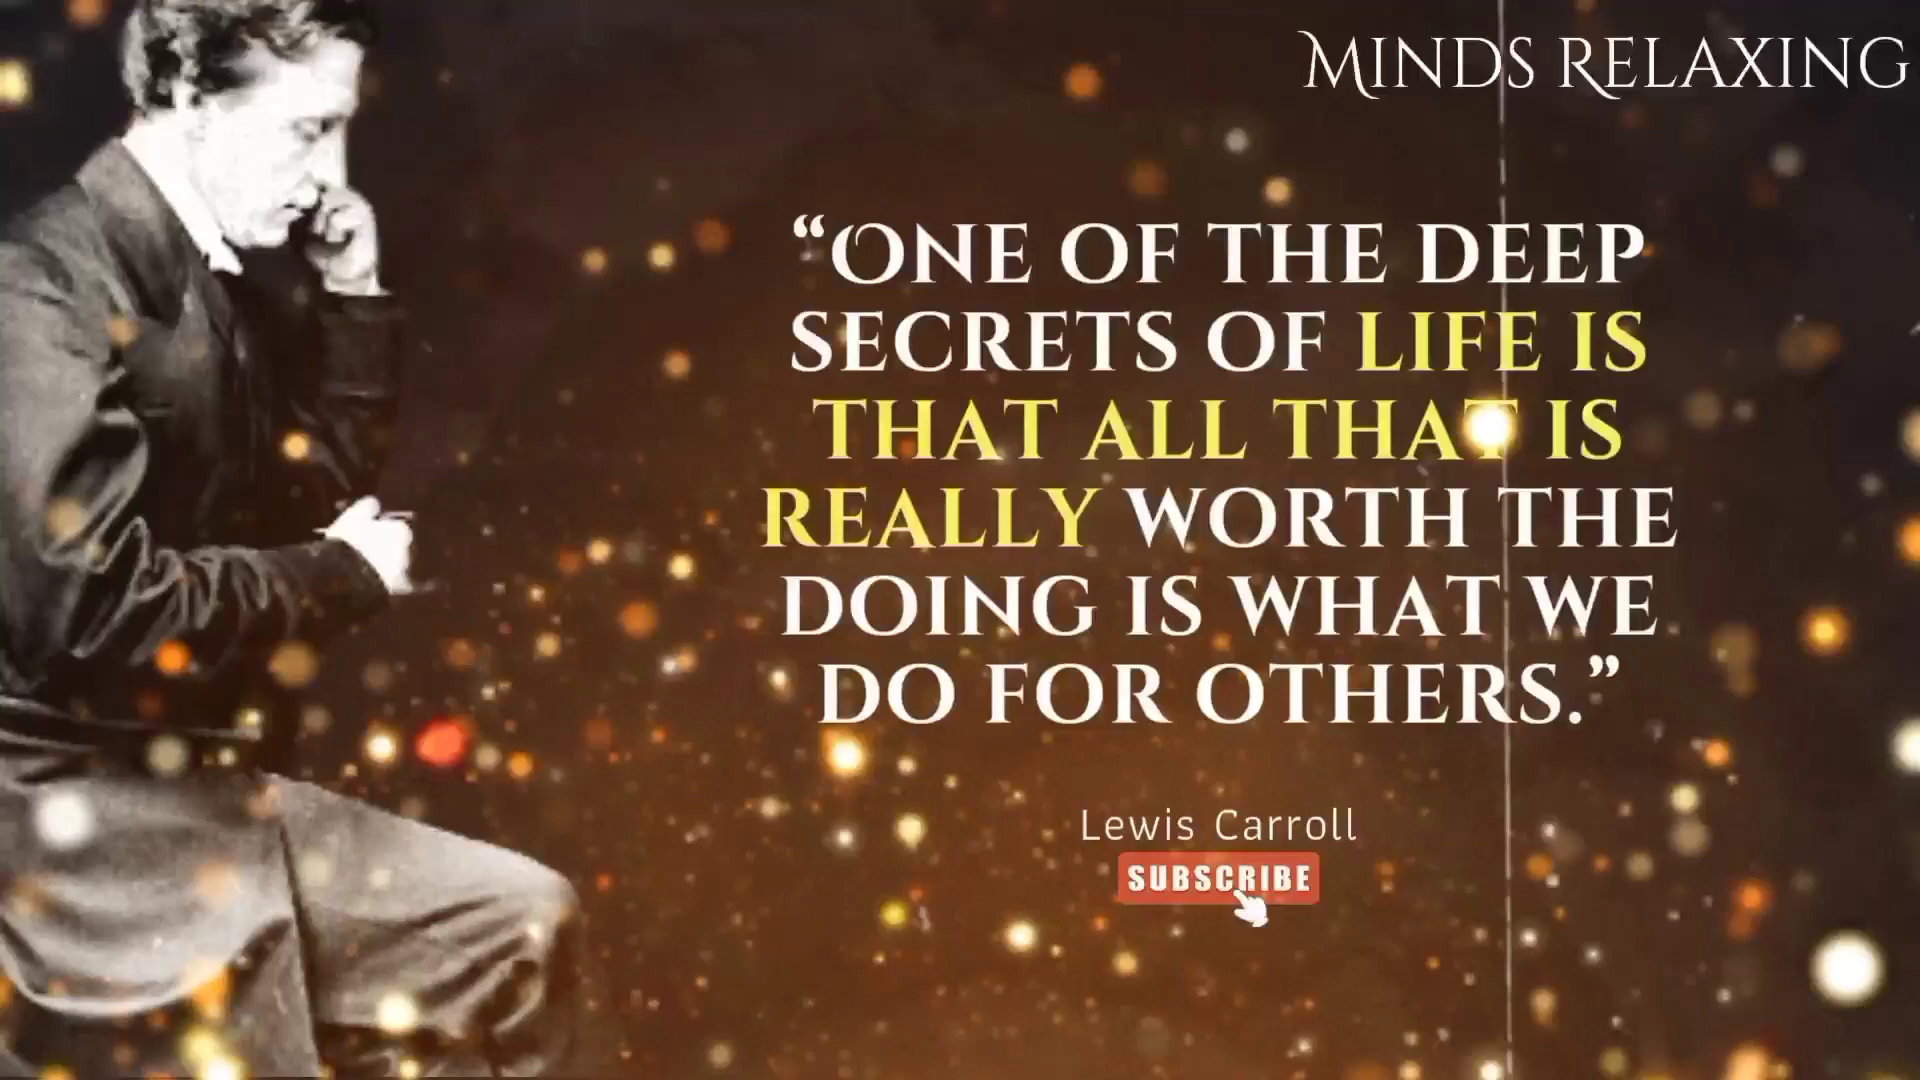 Minds Relaxing
“One of the deep
secrets of life is
that all that is
really worth the
doing is what we
do for others.”
Lewis Carroll
SUBSCRIBE